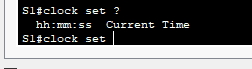 S1#clock set ?
hh:mm:ss  Current Time
S1#clock set